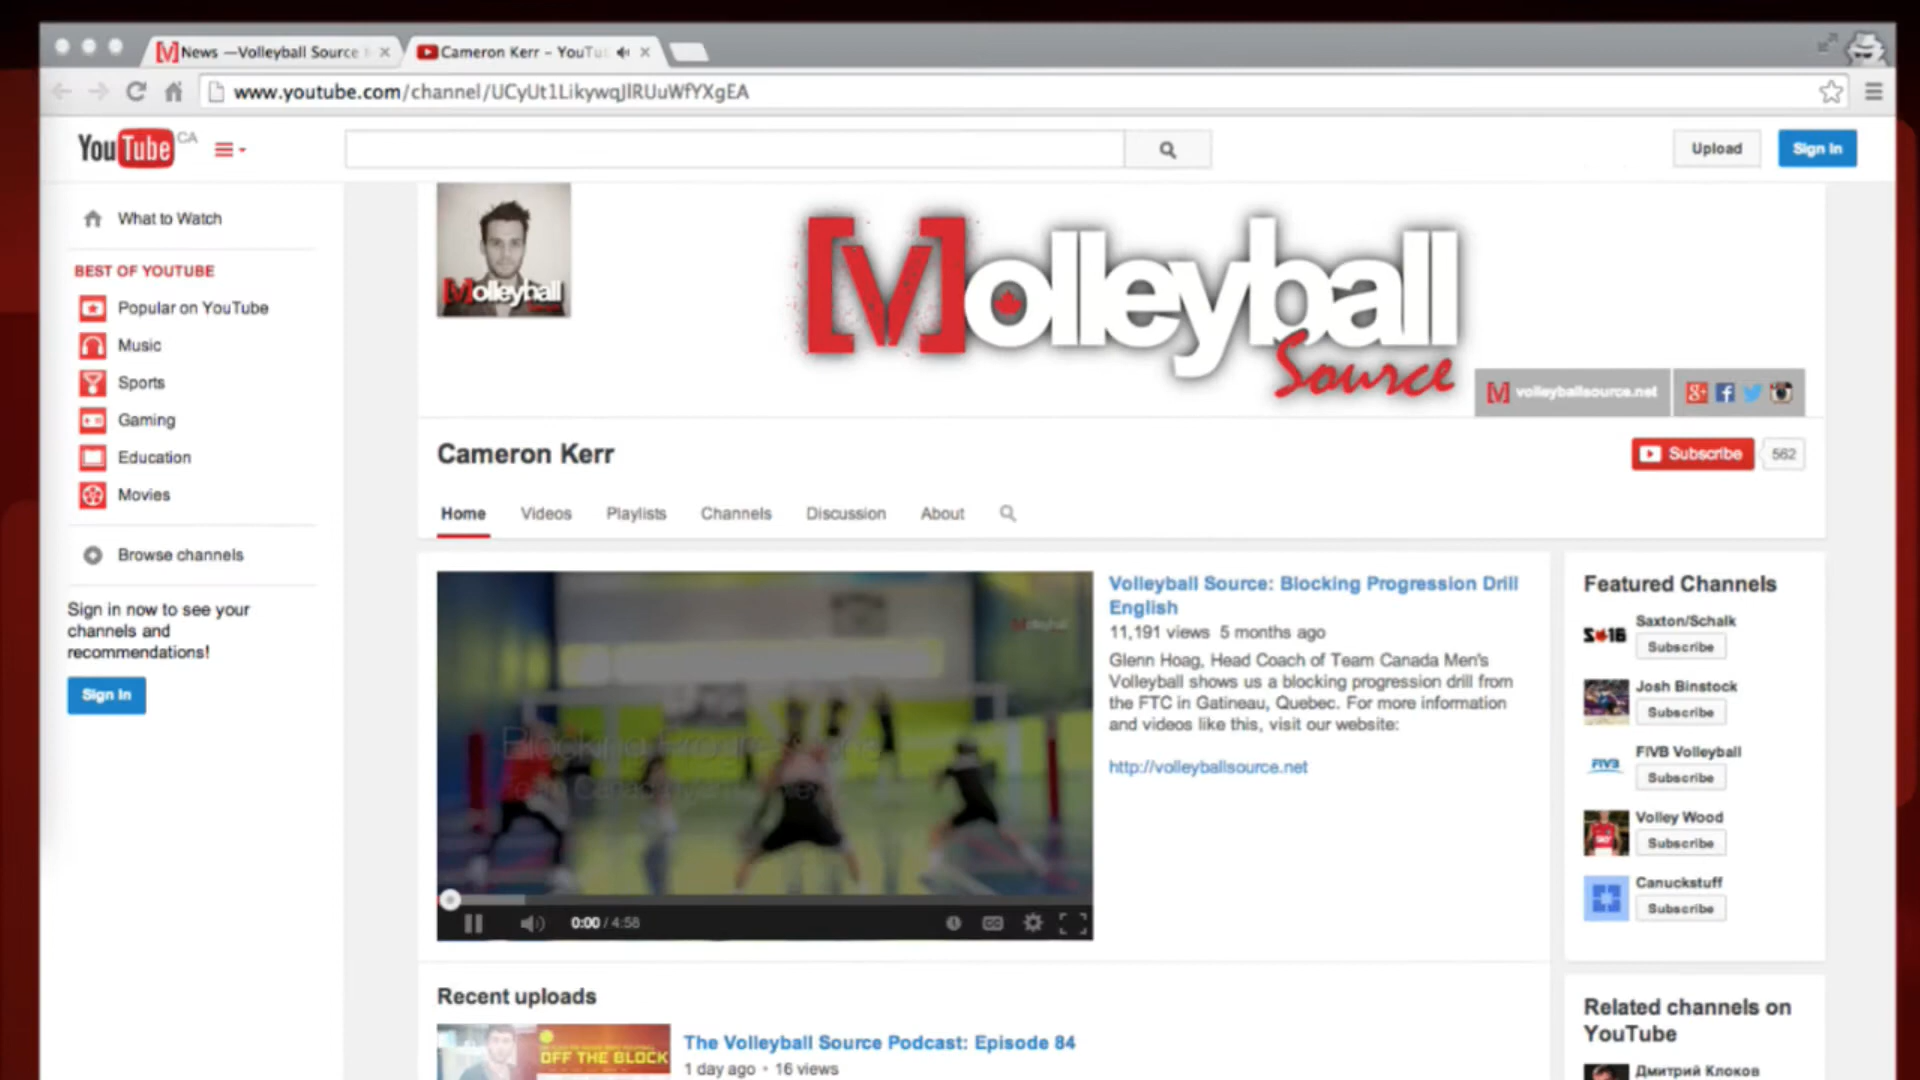 News —Volleyball Source
Cameron Kerr – YouTu
www.youtube.com/channel/UCyUt1LikywqJlRUuWfYXgEA
YouTube CA
Upload
Sign In
What to Watch
BEST OF YOUTUBE
Popular on YouTube
Music
Sports
Gaming
Education
Movies
Browse channels
Sign in now to see your
channels and
recommendations!
Sign In
[V]olleyball
[V]olleyball
Source
volleyballsource.net
Cameron Kerr
Subscribe 562
Home Videos Playlists Channels Discussion About
Blocking Progressions
0:00 / 4:58
Volleyball Source: Blocking Progression Drill
English
11,191 views 5 months ago
Glenn Hoag, Head Coach of Team Canada Men's
Volleyball shows us a blocking progression drill from
the FTC in Gatineau, Quebec. For more information
and videos like this, visit our website:
http://volleyballsource.net
Featured Channels
Saxton/Schalk
Subscribe
Josh Binstock
Subscribe
FIVB
FIVB Volleyball
Subscribe
Volley Wood
Subscribe
Canuckstuff
Subscribe
Recent uploads
OFF THE BLOCK
The Volleyball Source Podcast: Episode 84
1 day ago • 16 views
Related channels on
YouTube
Дмитрий Клоков